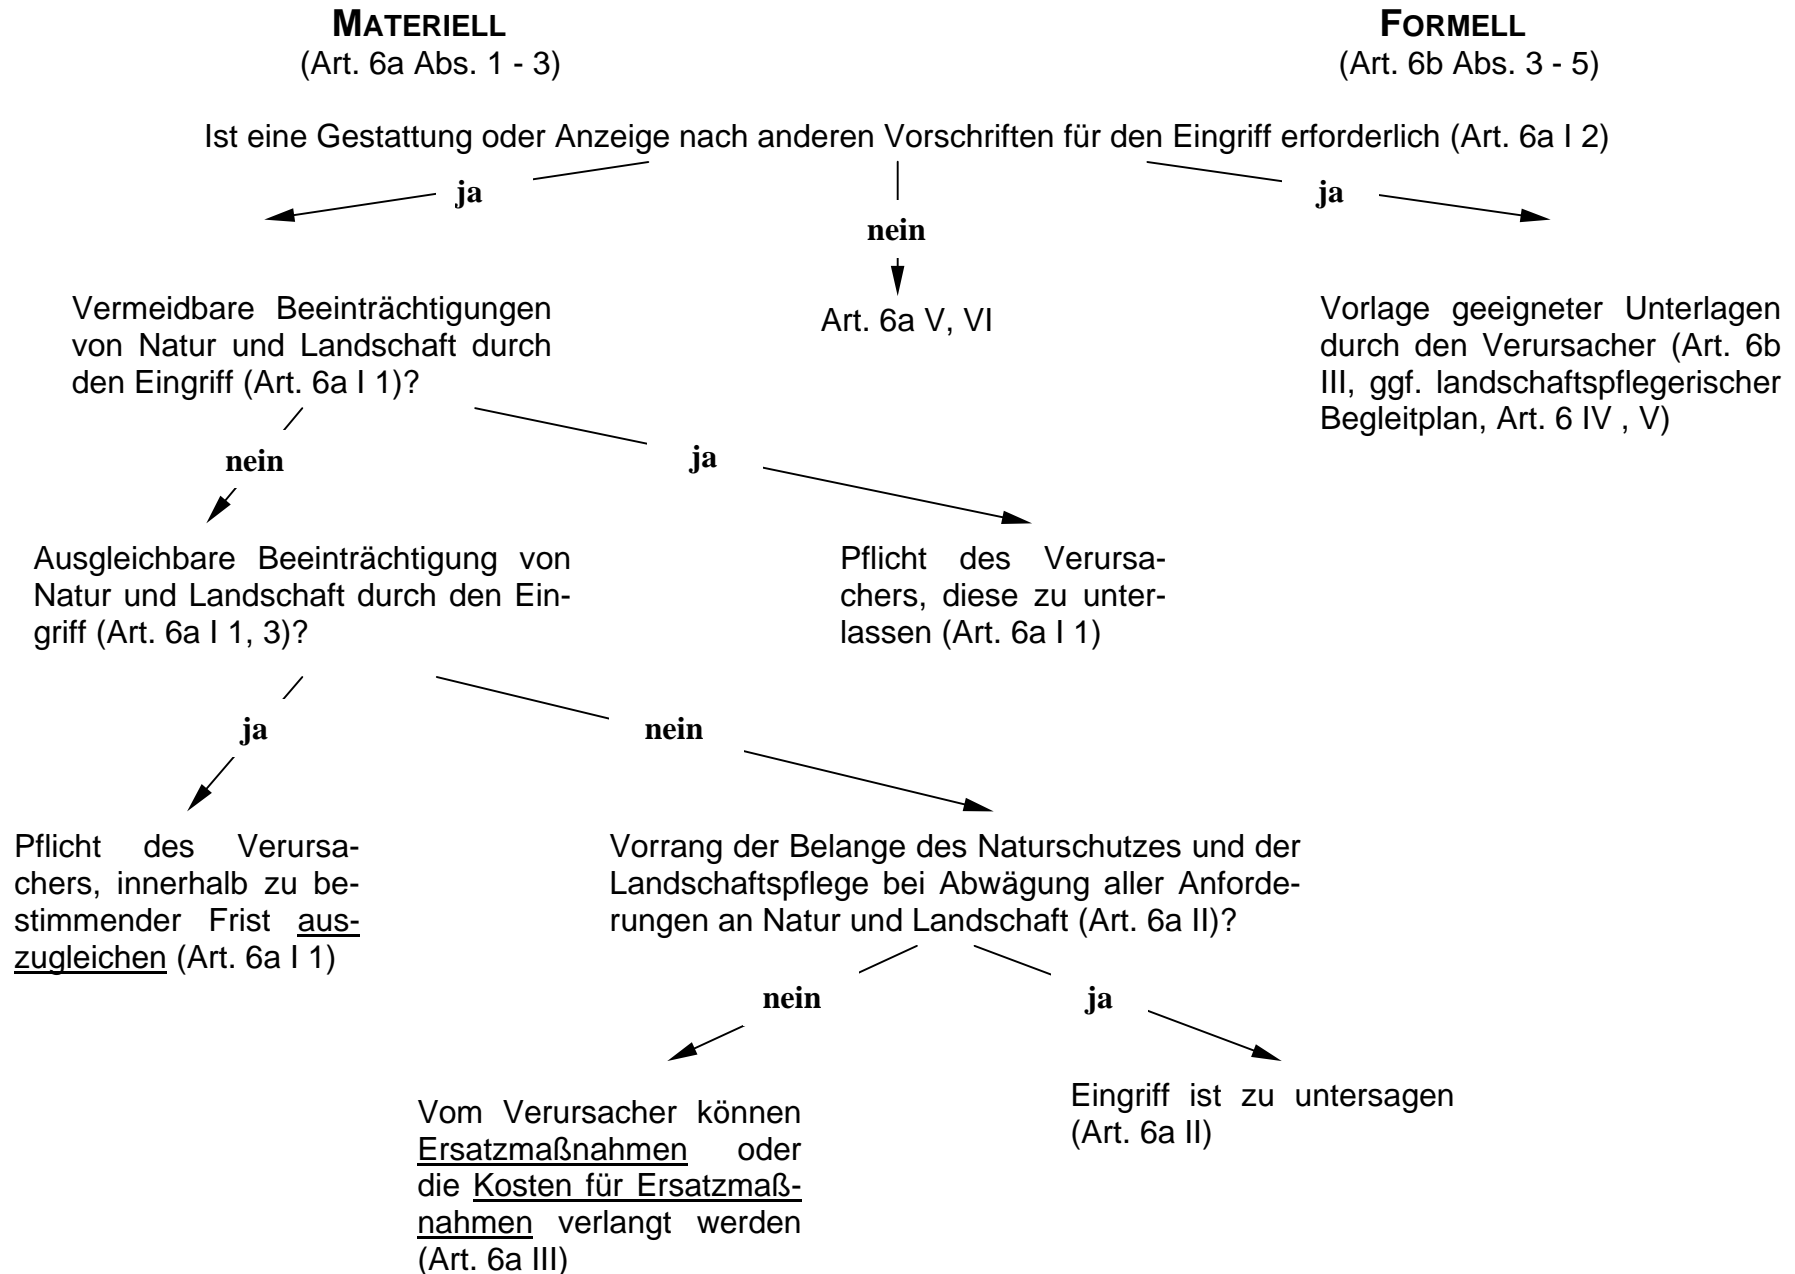 MATERIELL
(Art. 6a Abs. 1 - 3)
FORMELL
(Art. 6b Abs. 3 - 5)
Ist eine Gestattung oder Anzeige nach anderen Vorschriften für den Eingriff erforderlich (Art. 6a I 2)
ja
nein
ja
Vermeidbare Beeinträchtigungen
von Natur und Landschaft durch
den Eingriff (Art. 6a I 1)?
Art. 6a V, VI
Vorlage geeigneter Unterlagen
durch den Verursacher (Art. 6b
III, ggf. landschaftspflegerischer
Begleitplan, Art. 6 IV , V)
nein
ja
Ausgleichbare Beeinträchtigung von
Natur und Landschaft durch den Ein-
griff (Art. 6a I 1, 3)?
Pflicht des Verursa-
chers, diese zu unter-
lassen (Art. 6a I 1)
ja
nein
Pflicht des Verursa-
chers, innerhalb zu be-
stimmender Frist aus-
zugleichen (Art. 6a I 1)
Vorrang der Belange des Naturschutzes und der
Landschaftspflege bei Abwägung aller Anforde-
rungen an Natur und Landschaft (Art. 6a II)?
nein
ja
Vom Verursacher können
Ersatzmaßnahmen oder
die Kosten für Ersatzmaß-
nahmen verlangt werden
(Art. 6a III)
Eingriff ist zu untersagen
(Art. 6a II)